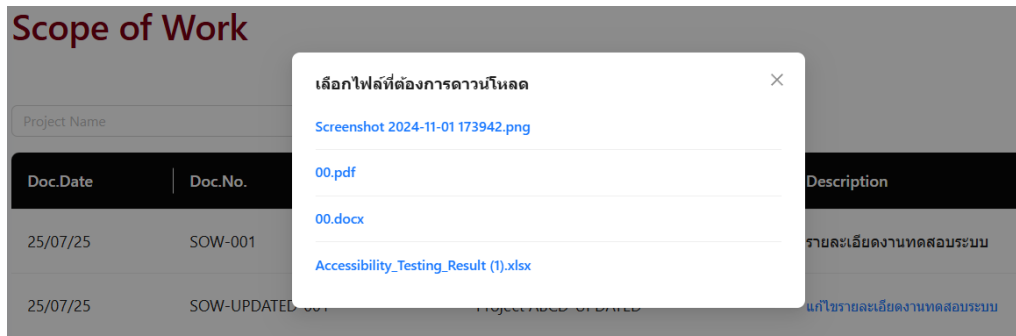 Scope of Work
เลือกไฟล์ที่ต้องการดาวน์โหลด
Screenshot 2024-11-01 173942.png
Project Name
00.pdf
Doc.Date Doc.No. Description
00.docx
25/07/25 SOW-001 รายละเอียดงานทดสอบระบบ
Accessibility_Testing_Result (1).xlsx
25/07/25 SOW-UPDATED-001 Project ABCD-UPDATED แก้ไขรายละเอียดงานทดสอบระบบ